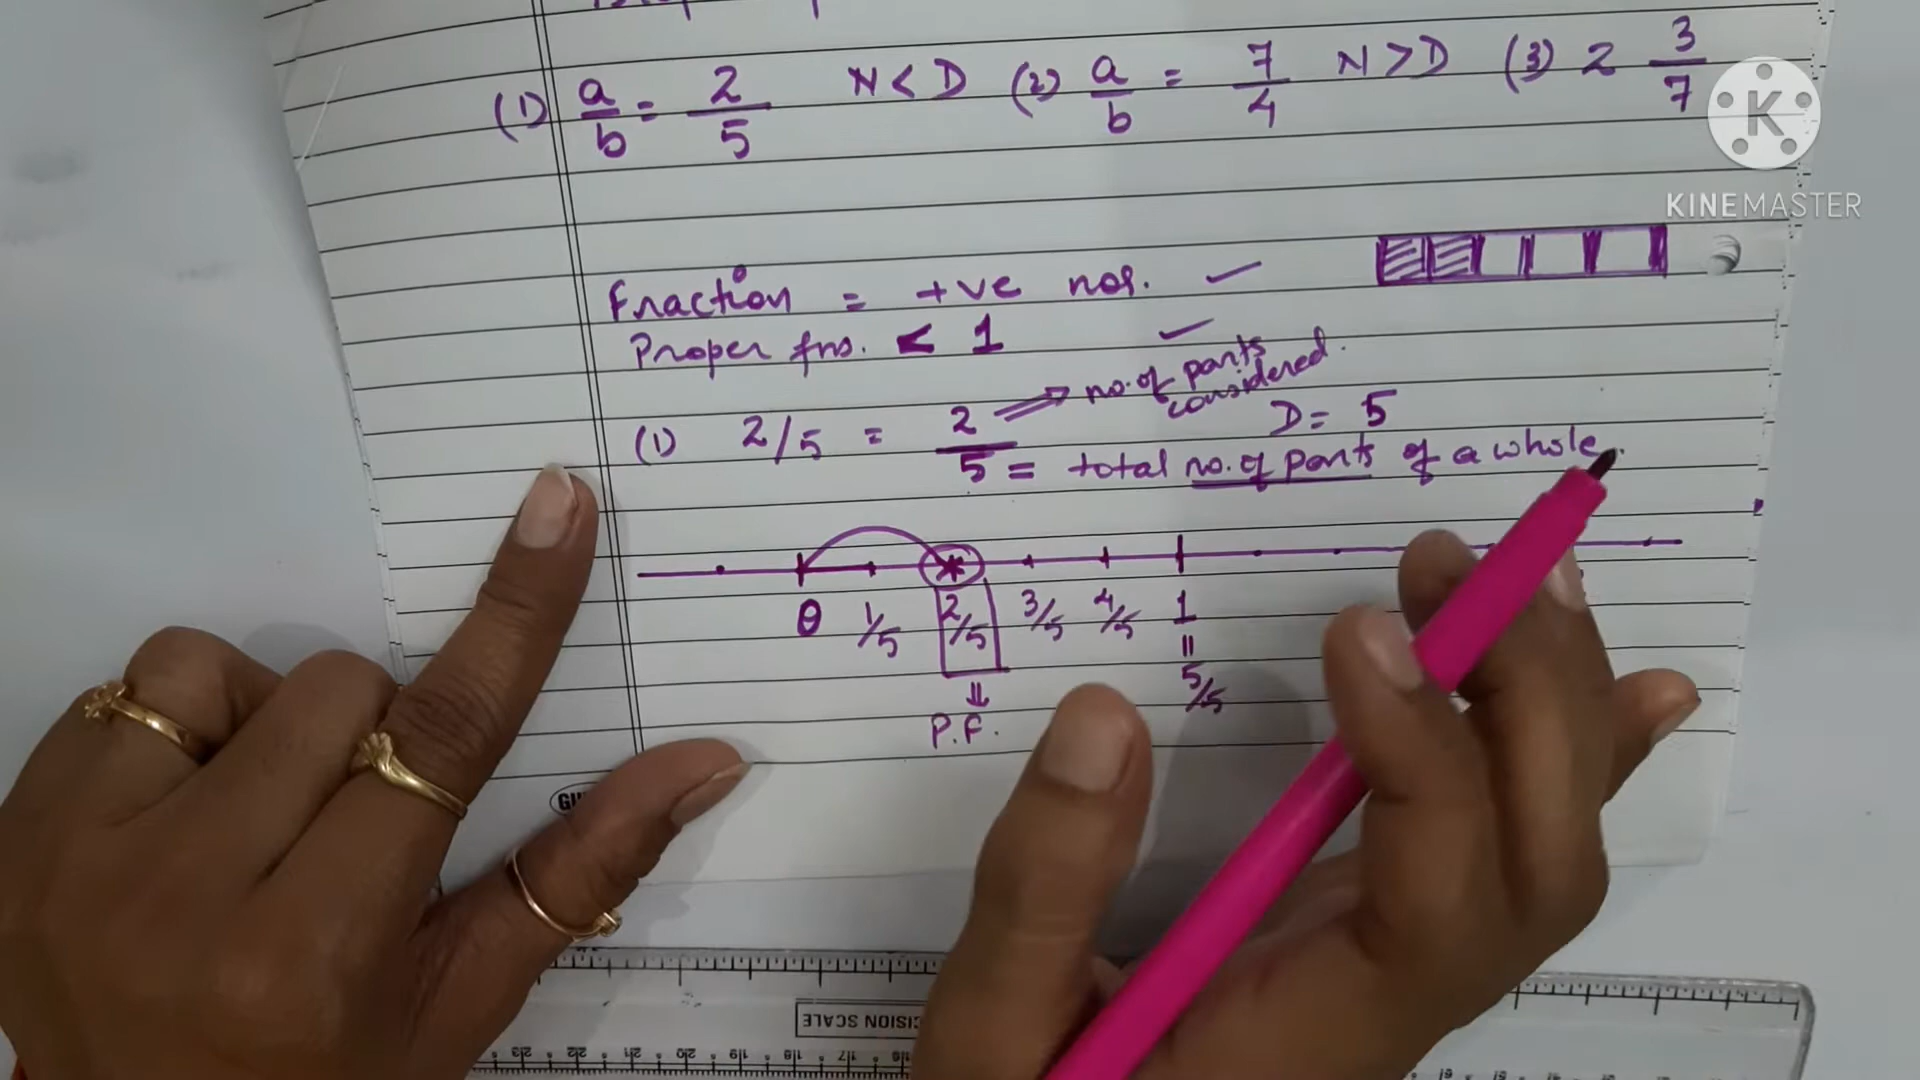 (1) a/b = 2/5 N < D (2) a/b = 7/4 N > D (3) 2 3/7
KINEMASTER
Fraction = +ve nos. ✓
Proper frns. < 1 ✓
no. of parts
considered.
(1) 2/5 = 2 ⇒ D = 5
5 = total no. of parts of a whole.
0 1/5 2/5 3/5 4/5 1
=
5/5
⇓
P.F.
CISION SCALE